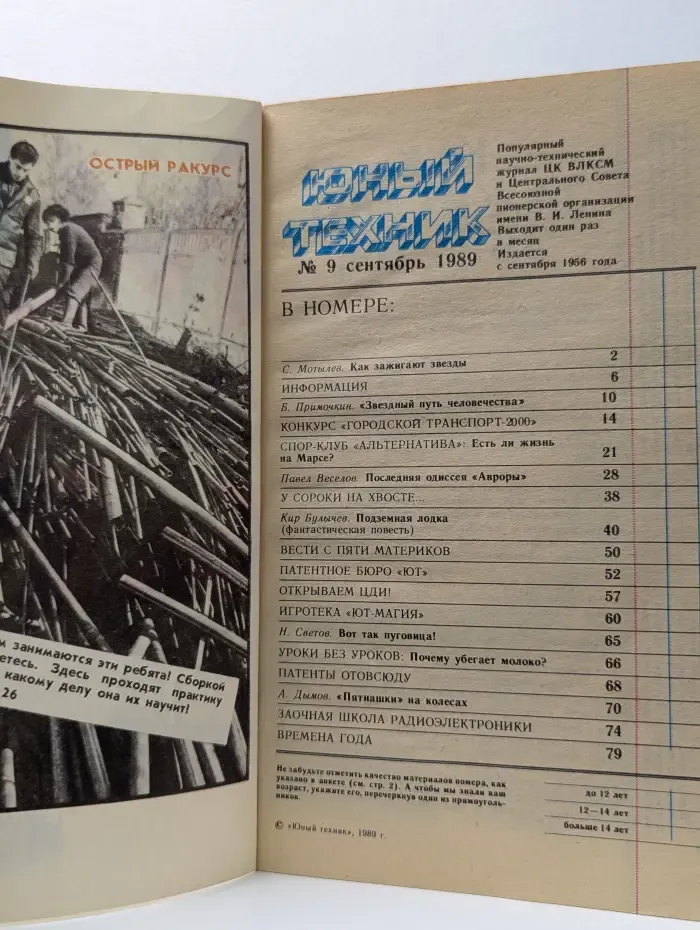 ОСТРЫЙ РАКУРС
м занимаются эти ребята! Сборкой
етесь. Здесь проходят практику
какому делу она их научит!
26
ЮНЫЙ
ТЕХНИК
№ 9 сентябрь 1989
Популярный
научно-технический
журнал ЦК ВЛКСМ
и Центрального Совета
Всесоюзной
пионерской организации
имени В. И. Ленина
Выходит один раз
в месяц
Издается
с сентября 1956 года
В НОМЕРЕ:
С. Мотылев. Как зажигают звезды 2
ИНФОРМАЦИЯ 6
Б. Примочкин. «Звездный путь человечества» 10
КОНКУРС «ГОРОДСКОЙ ТРАНСПОРТ-2000» 14
СПОР-КЛУБ «АЛЬТЕРНАТИВА»: Есть ли жизнь
на Марсе? 21
Павел Веселов. Последняя одиссея «Авроры» 28
У СОРОКИ НА ХВОСТЕ... 38
Кир Булычев. Подземная лодка
(фантастическая повесть) 40
ВЕСТИ С ПЯТИ МАТЕРИКОВ 50
ПАТЕНТНОЕ БЮРО «ЮТ» 52
ОТКРЫВАЕМ ЦДИ! 57
ИГРОТЕКА «ЮТ-МАГИЯ» 60
Н. Светов. Вот так пуговица! 65
УРОКИ БЕЗ УРОКОВ: Почему убегает молоко? 66
ПАТЕНТЫ ОТОВСЮДУ 68
А. Дымов. «Пятнашки» на колесах 70
ЗАОЧНАЯ ШКОЛА РАДИОЭЛЕКТРОНИКИ 74
ВРЕМЕНА ГОДА 79
Не забудьте отметить качество материалов номера, как
указано в анкете (см. стр. 2). А чтобы мы знали ваш
возраст, укажите его, перечеркнув один из прямоуголь-
ников.
до 12 лет
12—14 лет
больше 14 лет
© «Юный техник», 1989 г.